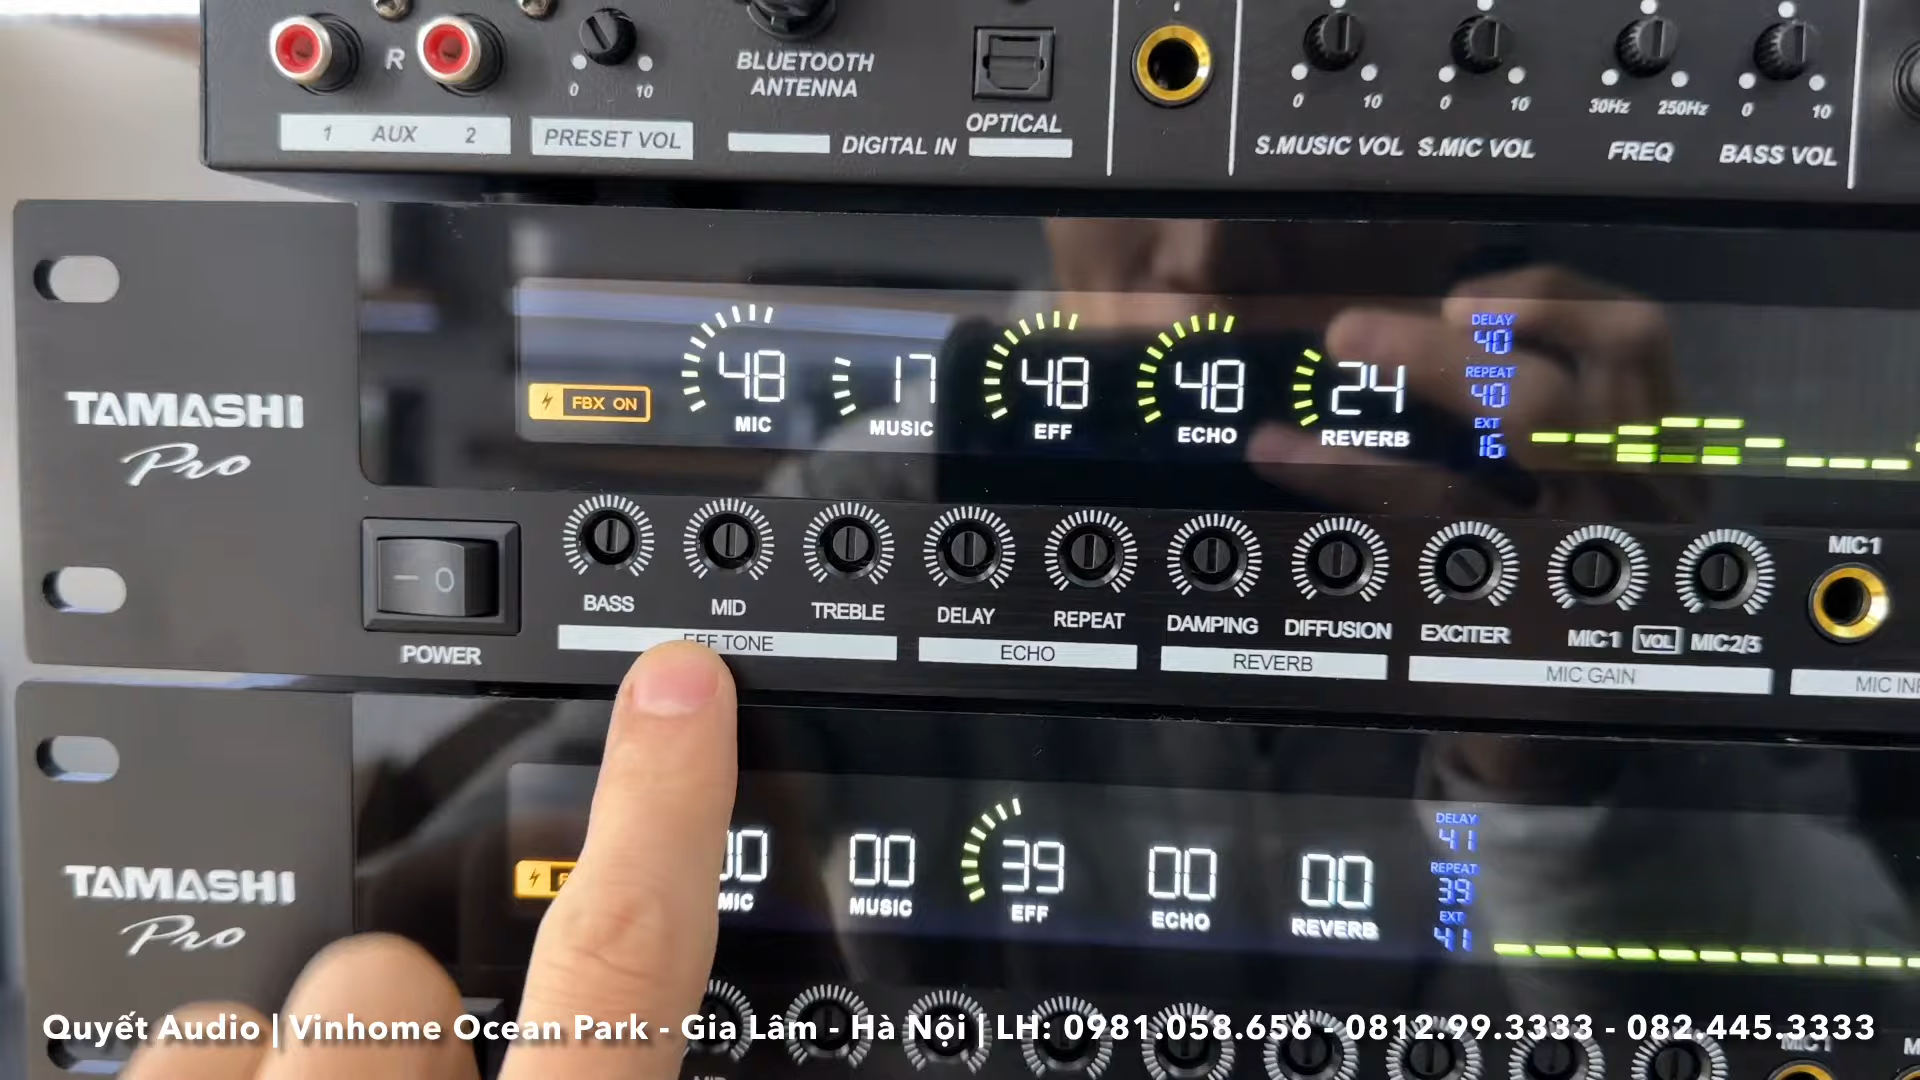 R
0 10
1 AUX 2
PRESET VOL
BLUETOOTH
ANTENNA
DIGITAL IN
OPTICAL
0 10
S.MUSIC VOL
0 10
S.MIC VOL
30Hz 250Hz
FREQ
0 10
BASS VOL
TAMASHI
Pro
FBX ON
48
MIC
17
MUSIC
48
EFF
48
ECHO
24
REVERB
DELAY
40
REPEAT
40
EXT
16
POWER
BASS MID TREBLE DELAY REPEAT DAMPING DIFFUSION EXCITER MIC1 VOL MIC2/3
MIC1
TONE
ECHO
REVERB
MIC GAIN
MIC
TAMASHI
Pro
MIC
00
MUSIC
39
EFF
00
ECHO
00
REVERB
DELAY
41
REPEAT
39
EXT
41
Quyết Audio | Vinhome Ocean Park - Gia Lâm - Hà Nội | LH: 0981.058.656 - 0812.99.3333 - 082.445.3333